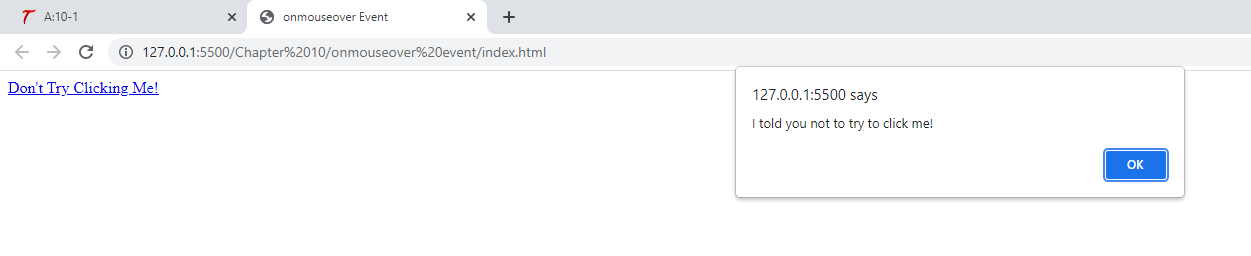 A:10-1
onmouseover Event
127.0.0.1:5500/Chapter%2010/onmouseover%20event/index.html
Don't Try Clicking Me!
127.0.0.1:5500 says
I told you not to try to click me!
OK